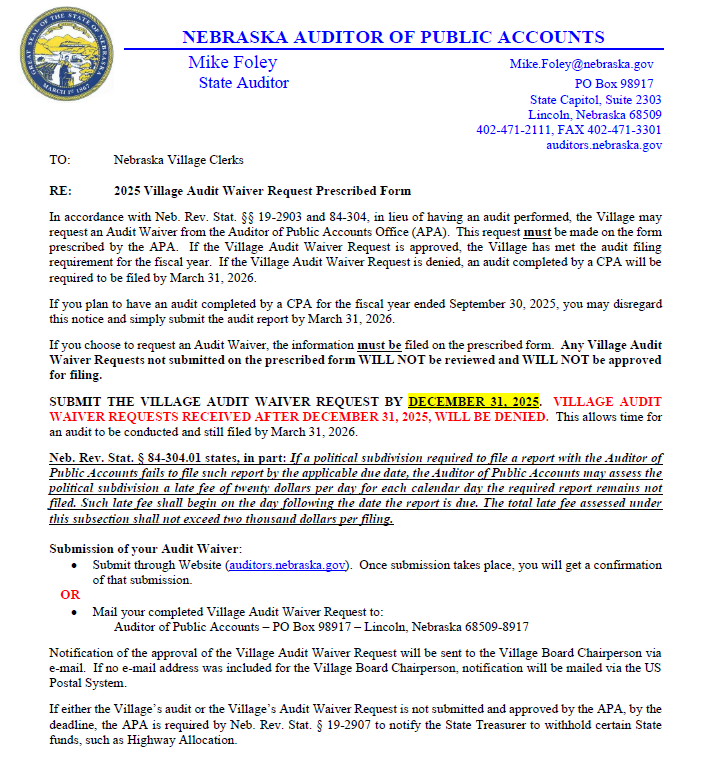 GREAT SEAL OF THE STATE OF NEBRASKA
MARCH 1ST 1867
NEBRASKA AUDITOR OF PUBLIC ACCOUNTS
Mike Foley
State Auditor
Mike.Foley@nebraska.gov
PO Box 98917
State Capitol, Suite 2303
Lincoln, Nebraska 68509
402-471-2111, FAX 402-471-3301
auditors.nebraska.gov
TO: Nebraska Village Clerks
RE: 2025 Village Audit Waiver Request Prescribed Form
In accordance with Neb. Rev. Stat. §§ 19-2903 and 84-304, in lieu of having an audit performed, the Village may
request an Audit Waiver from the Auditor of Public Accounts Office (APA). This request must be made on the form
prescribed by the APA. If the Village Audit Waiver Request is approved, the Village has met the audit filing
requirement for the fiscal year. If the Village Audit Waiver Request is denied, an audit completed by a CPA will be
required to be filed by March 31, 2026.
If you plan to have an audit completed by a CPA for the fiscal year ended September 30, 2025, you may disregard
this notice and simply submit the audit report by March 31, 2026.
If you choose to request an Audit Waiver, the information must be filed on the prescribed form. Any Village Audit
Waiver Requests not submitted on the prescribed form WILL NOT be reviewed and WILL NOT be approved
for filing.
SUBMIT THE VILLAGE AUDIT WAIVER REQUEST BY DECEMBER 31, 2025. VILLAGE AUDIT
WAIVER REQUESTS RECEIVED AFTER DECEMBER 31, 2025, WILL BE DENIED. This allows time for
an audit to be conducted and still filed by March 31, 2026.
Neb. Rev. Stat. § 84-304.01 states, in part: If a political subdivision required to file a report with the Auditor of
Public Accounts fails to file such report by the applicable due date, the Auditor of Public Accounts may assess the
political subdivision a late fee of twenty dollars per day for each calendar day the required report remains not
filed. Such late fee shall begin on the day following the date the report is due. The total late fee assessed under
this subsection shall not exceed two thousand dollars per filing.
Submission of your Audit Waiver:
• Submit through Website (auditors.nebraska.gov). Once submission takes place, you will get a confirmation
of that submission.
OR
• Mail your completed Village Audit Waiver Request to:
Auditor of Public Accounts – PO Box 98917 – Lincoln, Nebraska 68509-8917
Notification of the approval of the Village Audit Waiver Request will be sent to the Village Board Chairperson via
e-mail. If no e-mail address was included for the Village Board Chairperson, notification will be mailed via the US
Postal System.
If either the Village's audit or the Village's Audit Waiver Request is not submitted and approved by the APA, by the
deadline, the APA is required by Neb. Rev. Stat. § 19-2907 to notify the State Treasurer to withhold certain State
funds, such as Highway Allocation.